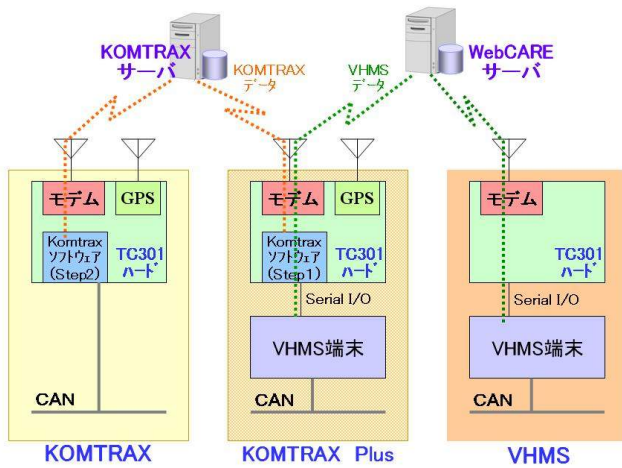 KOMTRAX
サーバ
KOMTRAX
データ
VHMS
データ
WebCARE
サーバ
モデム
GPS
Komtrax
ソフトウェア
(Step2)
TC301
ハード
CAN
KOMTRAX
モデム
GPS
Komtrax
ソフトウェア
(Step1)
TC301
ハード
Serial I/O
VHMS端末
CAN
KOMTRAX Plus
モデム
TC301
ハード
Serial I/O
VHMS端末
CAN
VHMS